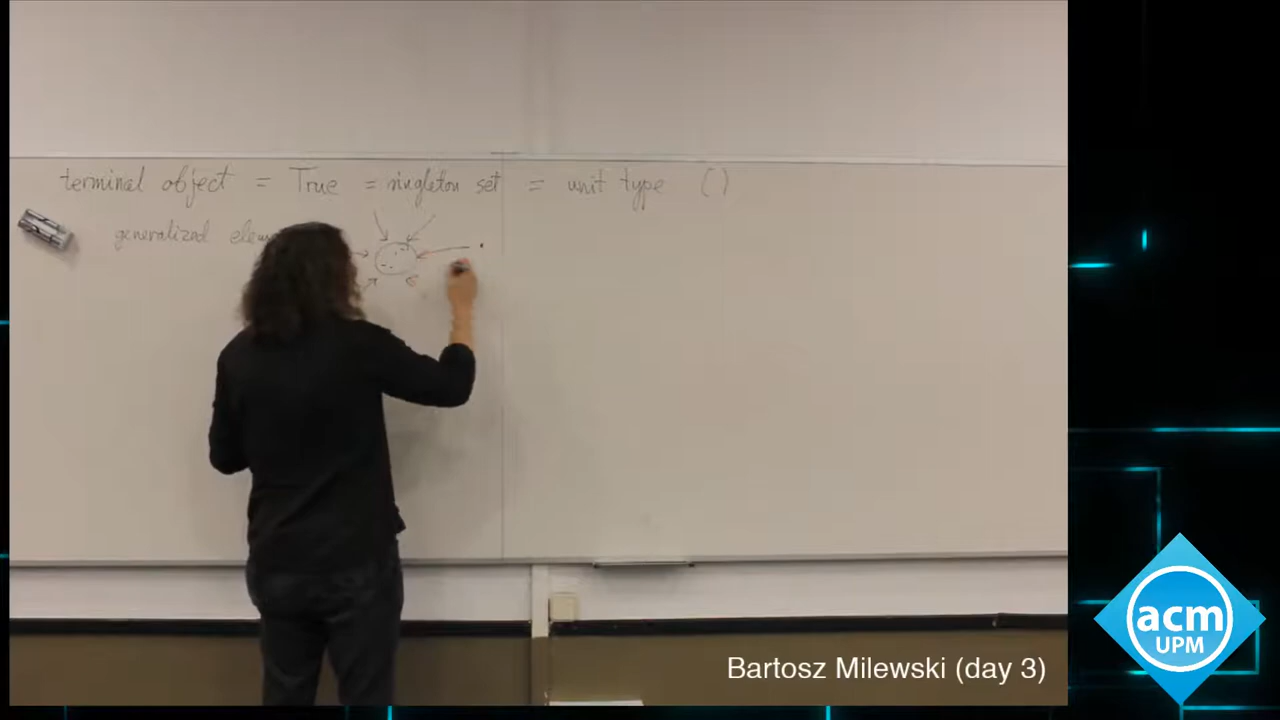 terminal object = True = singleton set = unit type ()
generalized
acm
UPM
Bartosz Milewski (day 3)